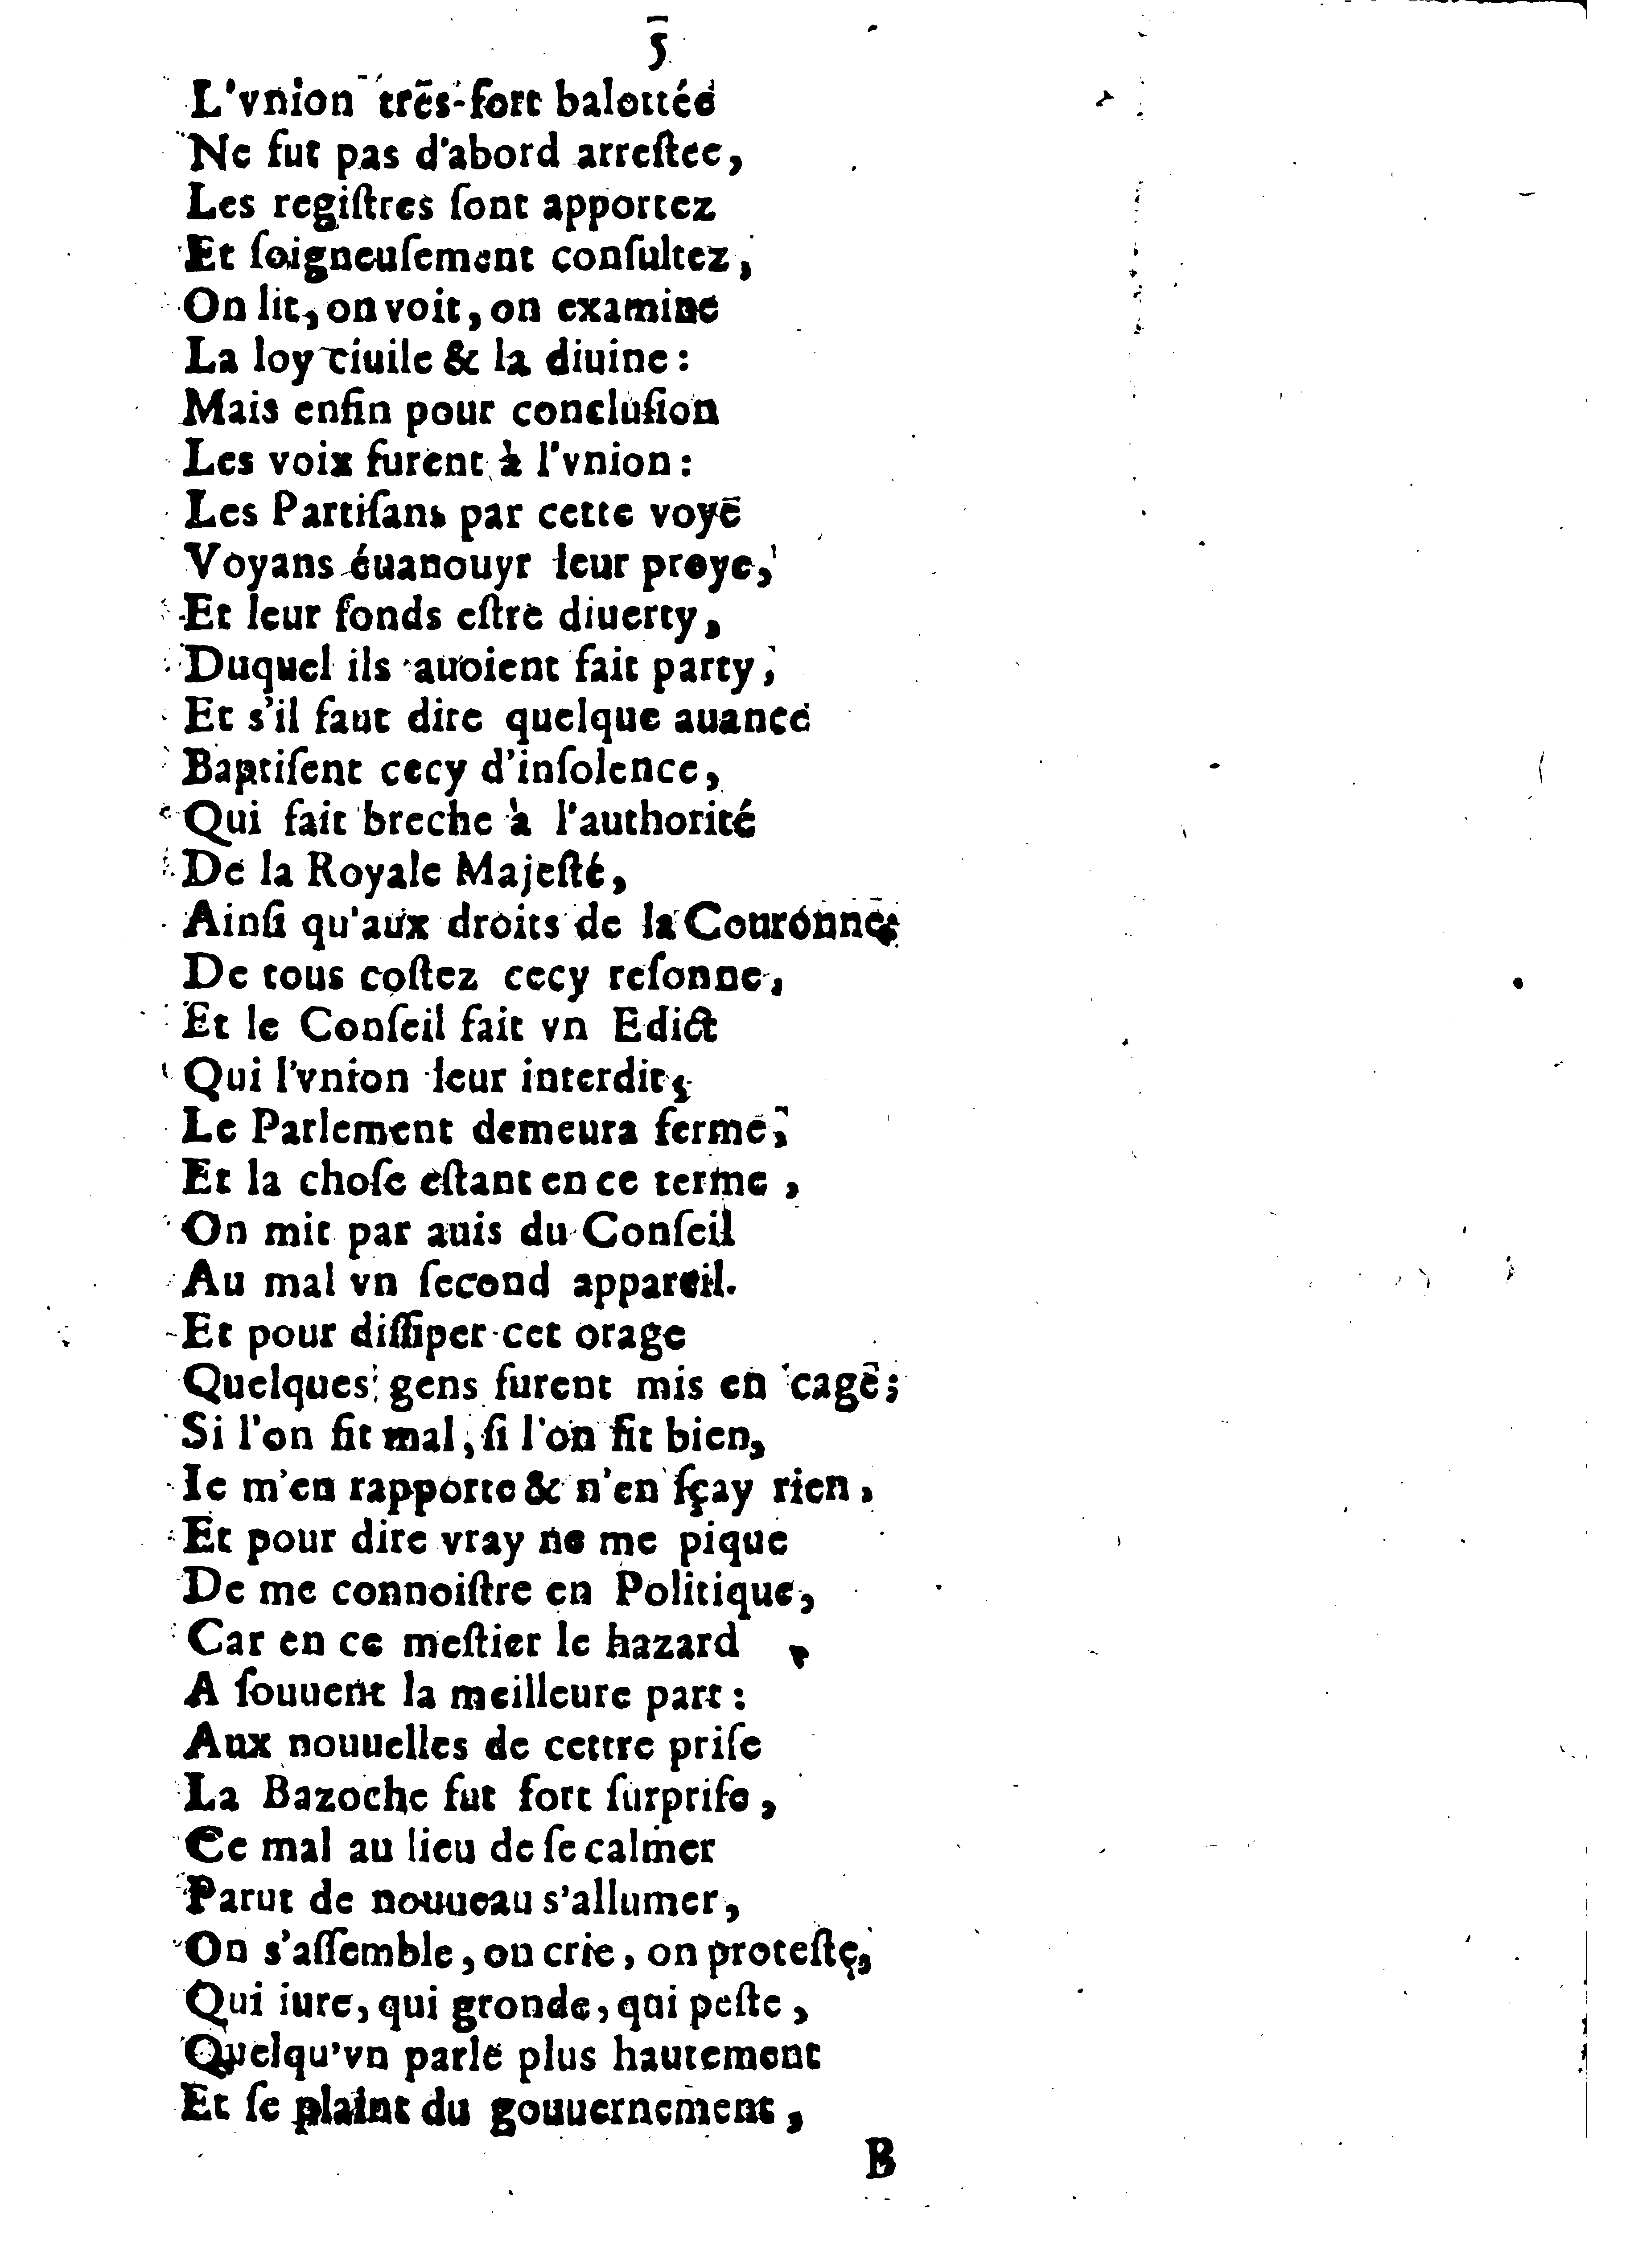 5
L'vnion trés-fort balottée
Ne fut pas d'abord arreſtee,
Les regiſtres ſont apportez
Et ſoigneuſement conſultez,
On lit, on voit, on examine
La loy ciuile & la diuine:
Mais enfin pour concluſion
Les voix furent à l'vnion:
Les Partiſans par cette voye
Voyans éuanouyr leur proye,
Et leur fonds eſtre diuerty,
Duquel ils auoient fait party,
Et s'il faut dire quelque auance
Baptiſent cecy d'inſolence,
Qui fait breche à l'authorité
De la Royale Majeſté,
Ainſi qu'aux droits de la Couronne;
De tous coſtez cecy reſonne,
Et le Conſeil fait vn Edict
Qui l'vnion leur interdit,
Le Parlement demeura ferme,
Et la choſe eſtant en ce terme,
On mit par auis du Conſeil
Au mal vn ſecond appareil.
Et pour diſſiper cet orage
Quelques gens furent mis en cage;
Si l'on fit mal, ſi l'on fit bien,
Ie m'en rapporte & n'en ſçay rien,
Et pour dire vray ne me pique
De me connoiſtre en Politique,
Car en ce meſtier le hazard
A ſouuent la meilleure part:
Aux nouuelles de cettre priſe
La Bazoche fut fort ſurpriſe,
Ce mal au lieu de ſe calmer
Parut de nouueau s'allumer,
On s'aſſemble, on crie, on proteſte,
Qui iure, qui gronde, qui peſte,
Quelqu'vn parle plus hautement
Et ſe plaint du gouuernement,
B